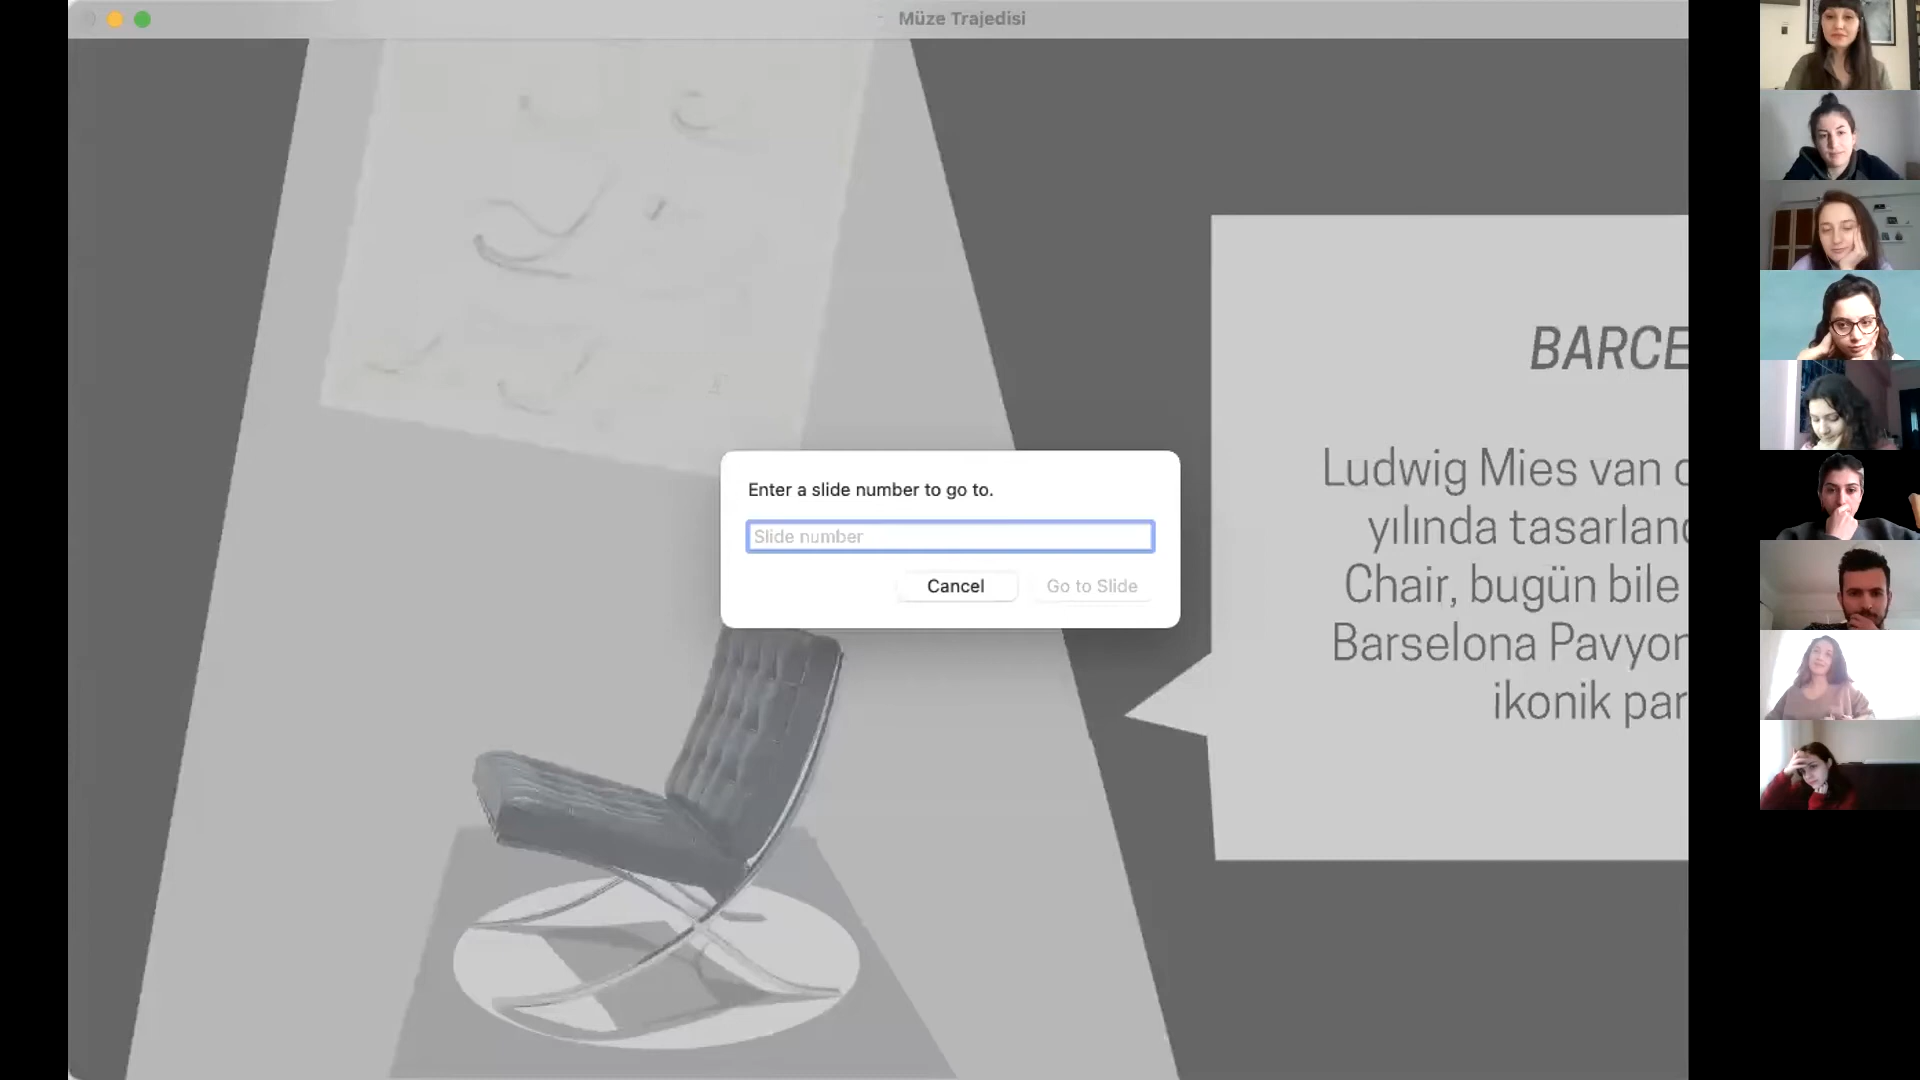 Müze Trajedisi
BARCE
Ludwig Mies van
yılında tasarland
Chair, bugün bile
Barselona Pavyon
ikonik par
Enter a slide number to go to.
Slide number
Cancel
Go to Slide